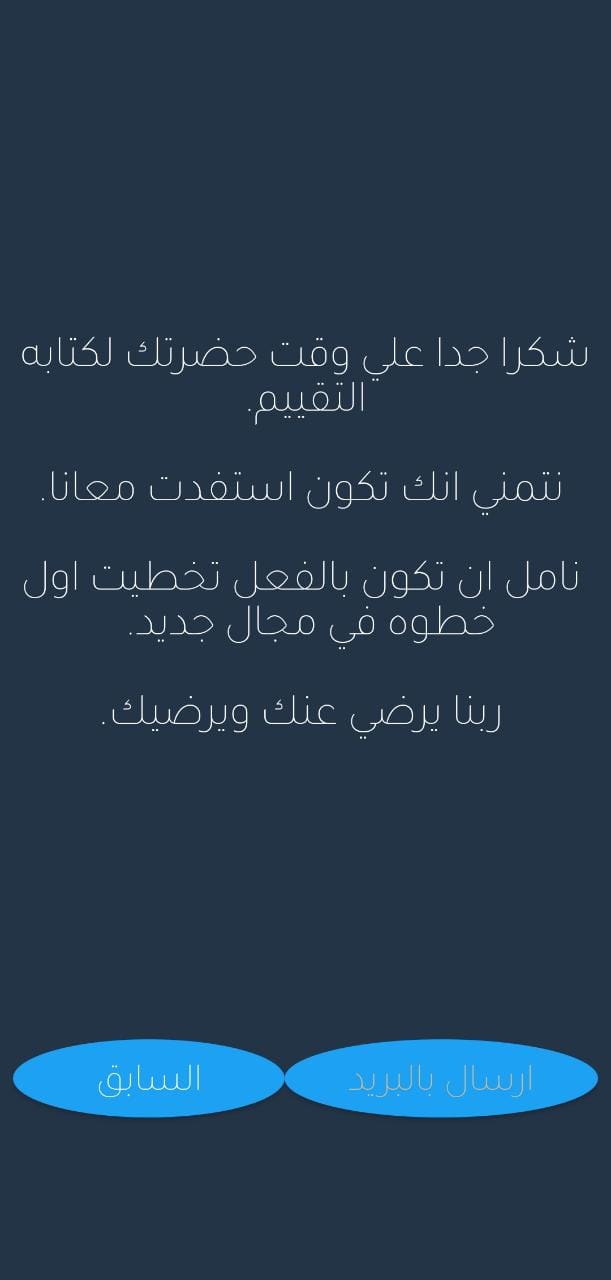 شكرا جدا علي وقت حضرتك لكتابه
التقييم.
نتمني انك تكون استفدت معانا.
نامل ان تكون بالفعل تخطيت اول
خطوه في مجال جديد.
ربنا يرضي عنك ويرضيك.
ارسال بالبريد
السابق